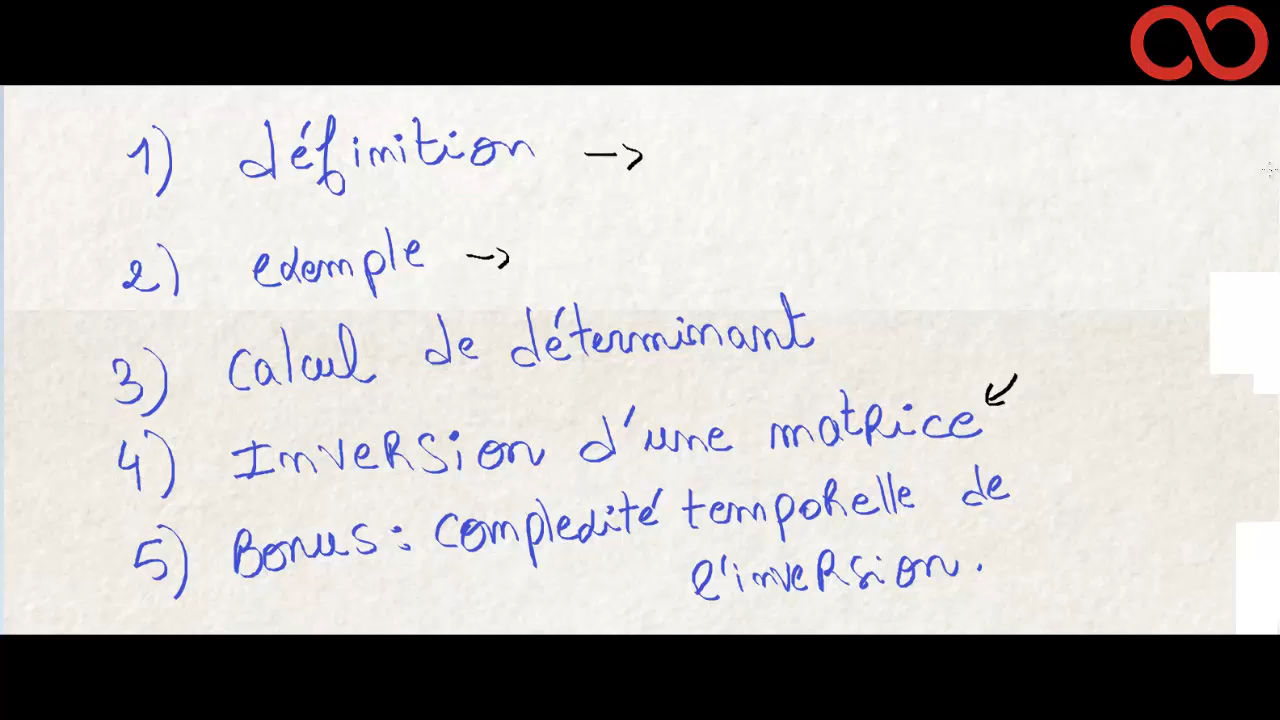 1) définition ->
2) exemple ->
3) Calcul de déterminant
4) Inversion d'une matrice
5) Bonus : complexité temporelle de
l'inversion.